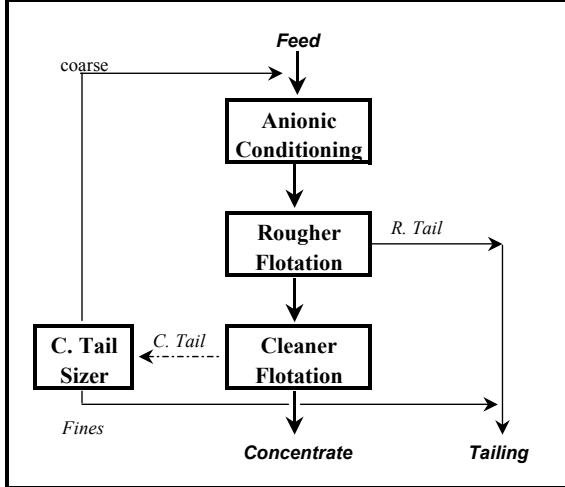 Feed
coarse
Anionic
Conditioning
R. Tail
Rougher
Flotation
C. Tail
Sizer
C. Tail
Cleaner
Flotation
Fines
Concentrate
Tailing